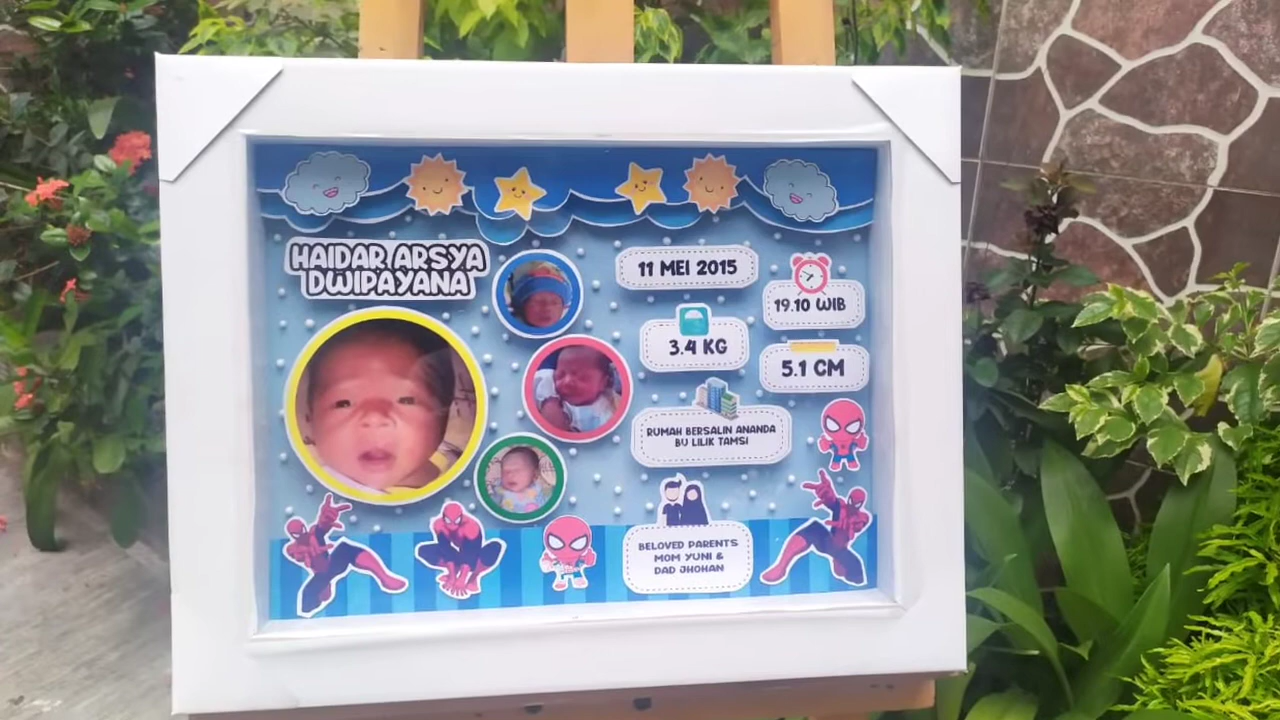 HAIDAR ARSYA
DWIPAYANA
11 MEI 2015
19.10 WIB
3.4 KG
5.1 CM
RUMAH BERSALIN ANANDA
BU LILIK TAMSI
BELOVED PARENTS
MOM YUNI &
DAD JHOHAN